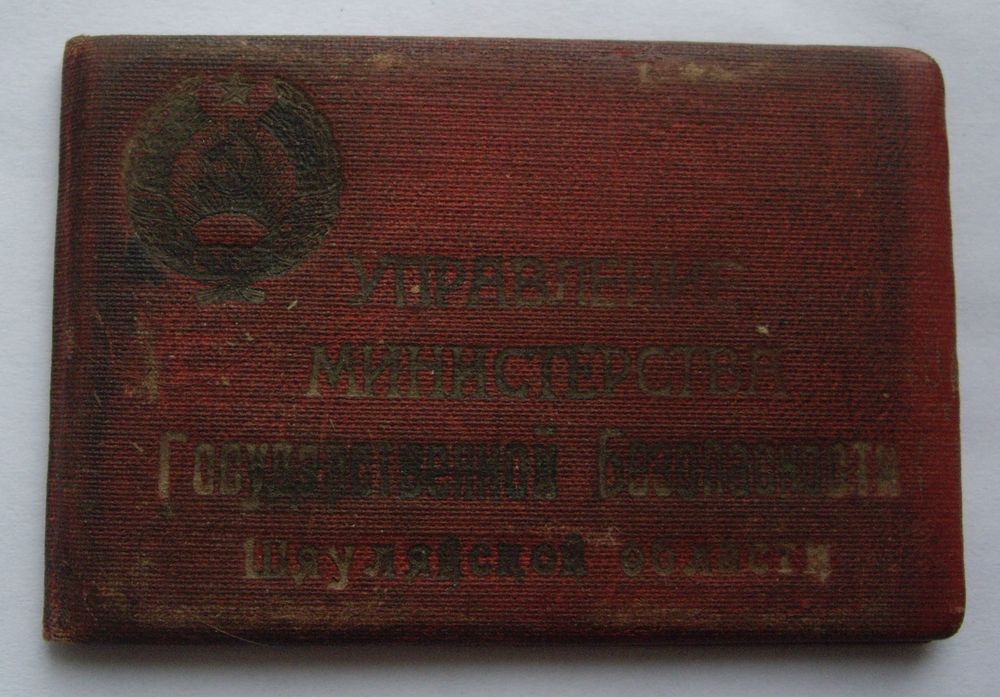 УПРАВЛЕНИЕ
МИНИСТЕРСТВА
Государственной Безопасности
Шяуляйской области